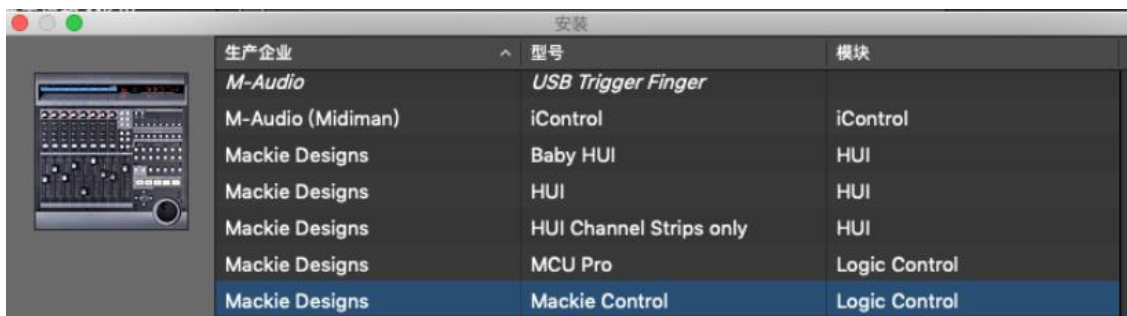 安装
生产企业 型号 模块
M-Audio USB Trigger Finger
M-Audio (Midiman) iControl iControl
Mackie Designs Baby HUI HUI
Mackie Designs HUI HUI
Mackie Designs HUI Channel Strips only HUI
Mackie Designs MCU Pro Logic Control
Mackie Designs Mackie Control Logic Control